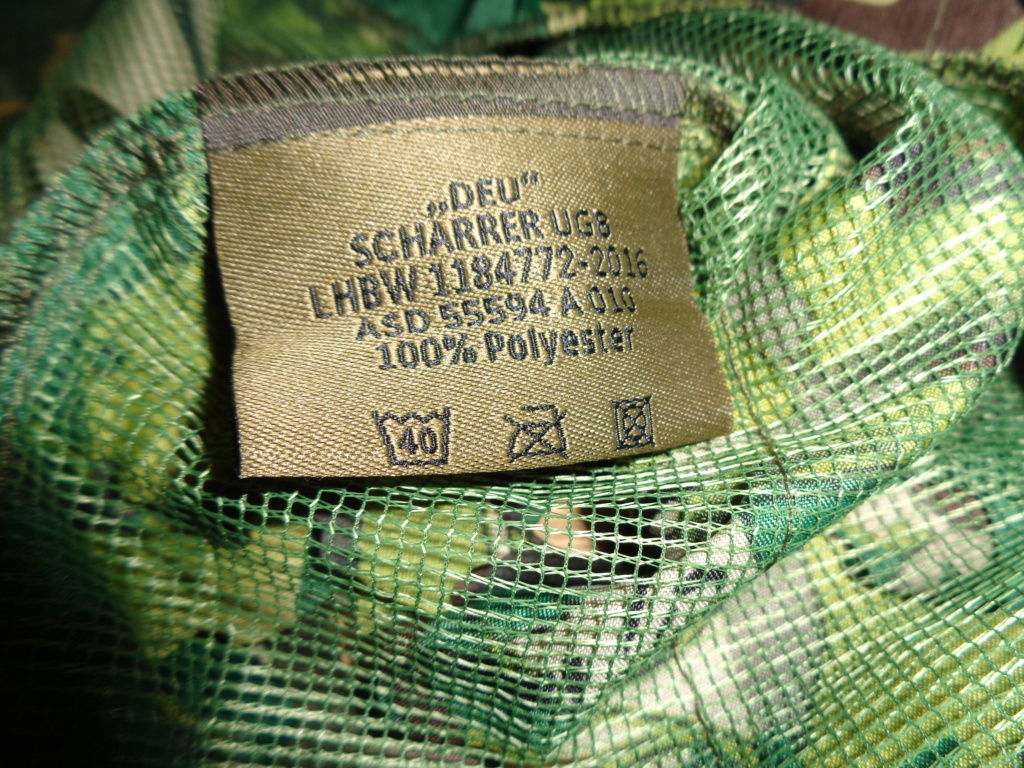 „DEU“
SCHÄRRER UGB
LHBW 1184772-2016
ASD 55594 A 010
100% Polyester
40